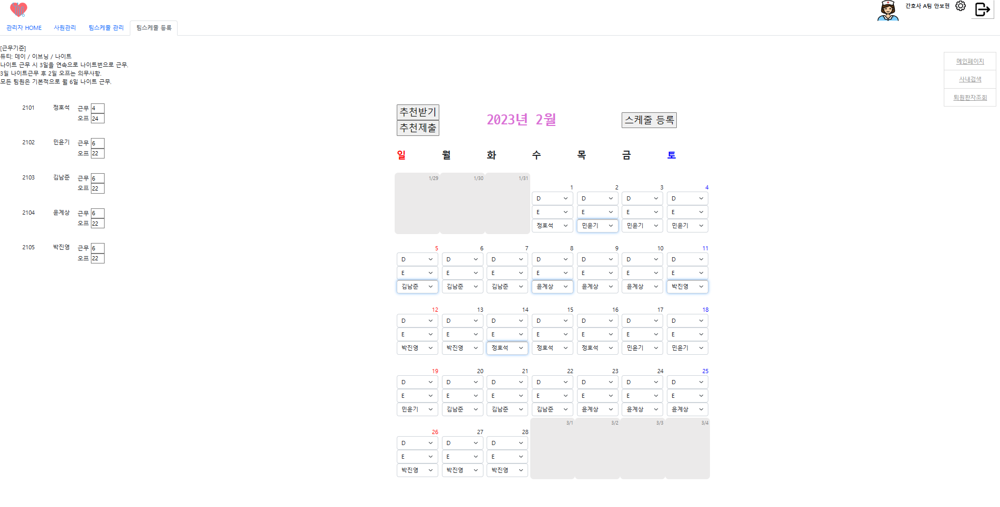 간호사 A팀 안보현
관리자 HOME 사원관리 팀스케줄 관리 팀스케줄 등록
[근무기준]
듀티: 데이 / 이브닝 / 나이트
나이트 근무 시 3일을 연속으로 나이트번으로 근무.
3일 나이트근무 후 2일 오프는 의무사항.
모든 팀원은 기본적으로 월 6일 나이트 근무.
메인페이지
사내검색
퇴원환자조회
2101 정호석 근무 4
오프 24
2102 민윤기 근무 6
오프 22
2103 김남준 근무 6
오프 22
2104 윤계상 근무 6
오프 22
2105 박진영 근무 6
오프 22
추천받기
추천제출
2023년 2월
스케줄 등록
일 월 화 수 목 금 토
1/29 1/30 1/31
1 2 3 4
D D D D
E E E E
정호석 민윤기 민윤기 민윤기
5 6 7 8 9 10 11
D D D D D D D
E E E E E E E
김남준 김남준 김남준 윤계상 윤계상 윤계상 박진영
12 13 14 15 16 17 18
D D D D D D D
E E E E E E E
박진영 박진영 정호석 정호석 정호석 민윤기 민윤기
19 20 21 22 23 24 25
D D D D D D D
E E E E E E E
민윤기 김남준 김남준 김남준 윤계상 윤계상 윤계상
3/1 3/2 3/3 3/4
26 27 28
D D D
E E E
박진영 박진영 박진영